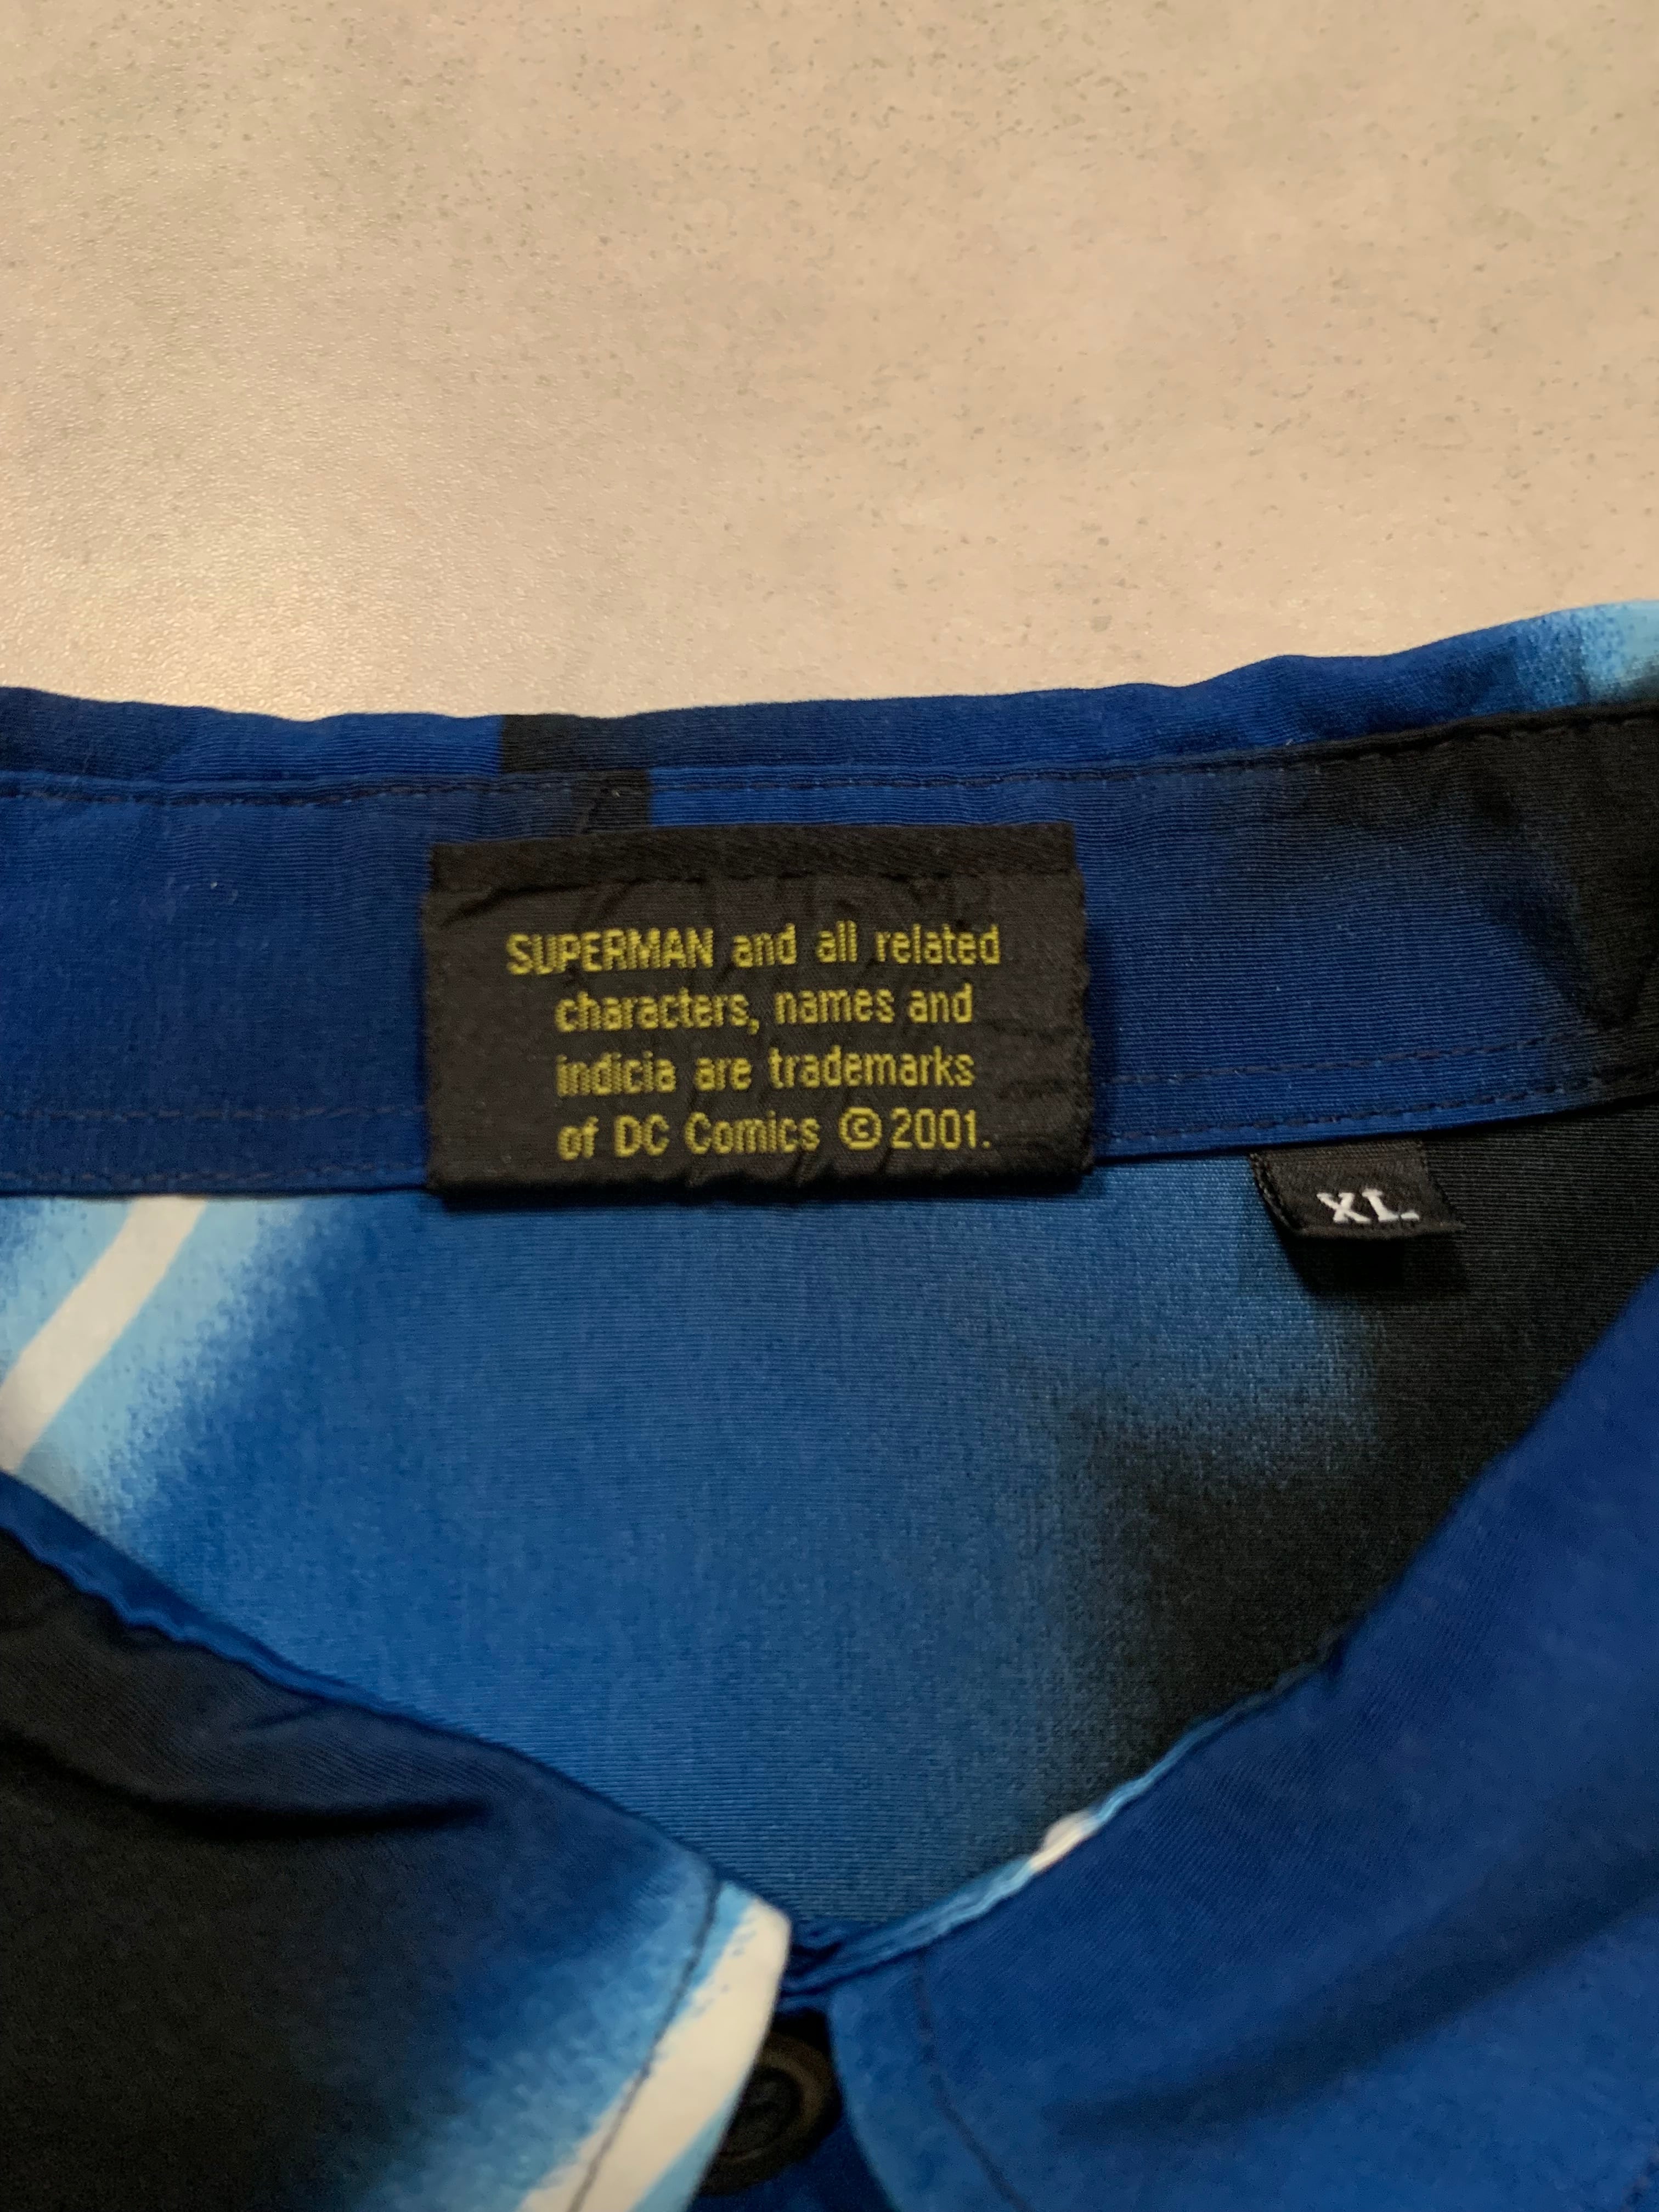 SUPERMAN and all related
characters, names and
indicia are trademarks
of DC Comics ©2001.
XL